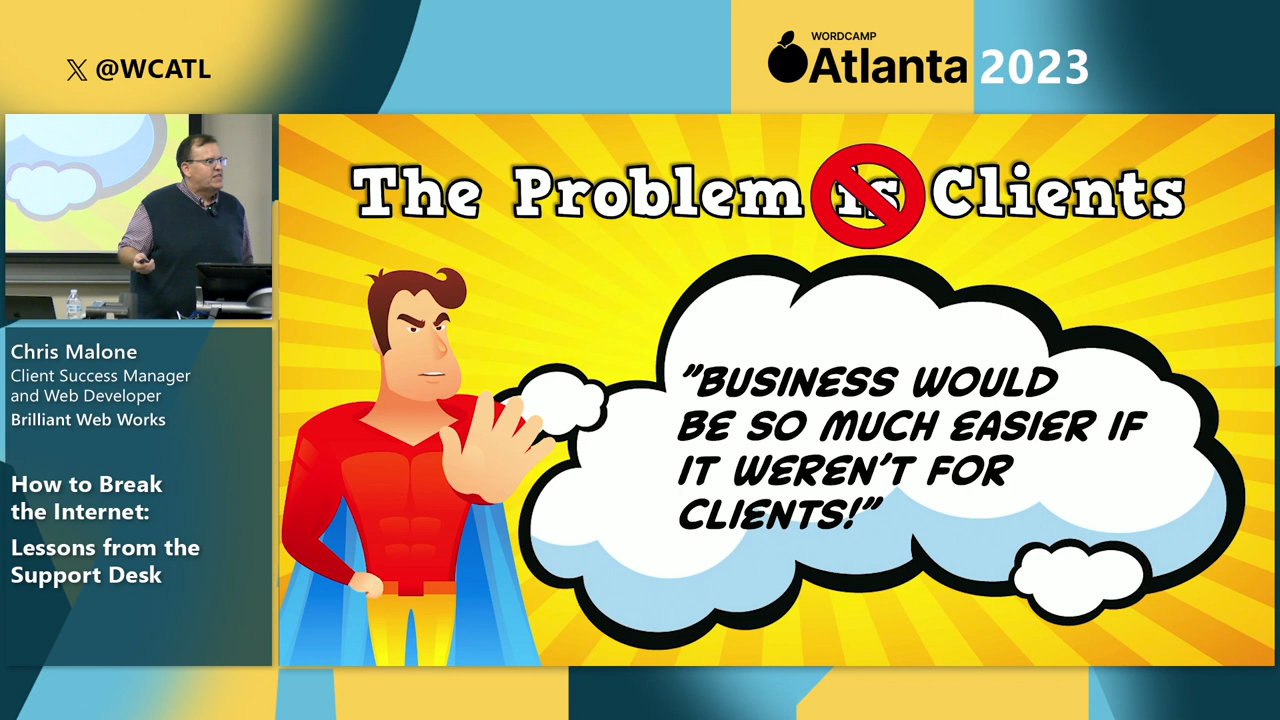 𝕏 @WCATL
WORDCAMP
Atlanta 2023
The Problem is Clients
"BUSINESS WOULD
BE SO MUCH EASIER IF
IT WEREN'T FOR
CLIENTS!"
Chris Malone
Client Success Manager
and Web Developer
Brilliant Web Works
How to Break
the Internet:
Lessons from the
Support Desk